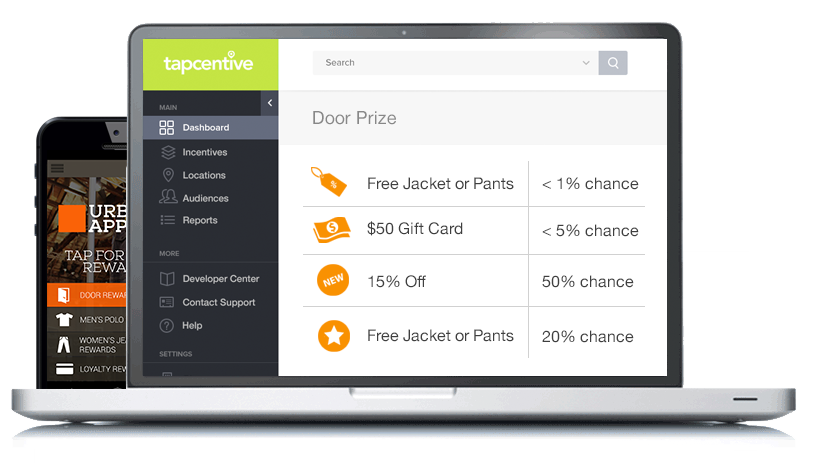 tapcentive
Search
MAIN
Dashboard
Incentives
Locations
Audiences
Reports
MORE
Developer Center
Contact Support
Help
SETTINGS
Door Prize
%
Free Jacket or Pants
< 1% chance
$
$50 Gift Card
< 5% chance
NEW
15% Off
50% chance
Free Jacket or Pants
20% chance
URB
APP
TAP FOR
REWA
DOOR REWA
MEN'S POLO
WOMEN'S JE
REWARDS
LOYALTY REW